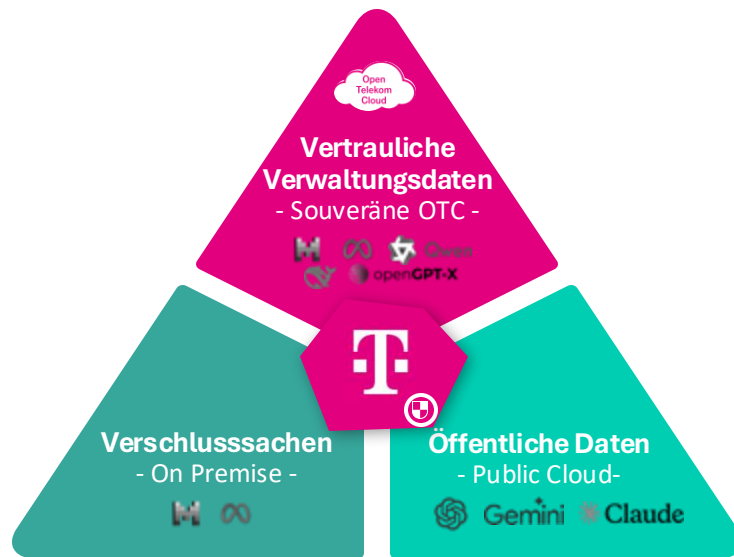 Open
Telekom
Cloud
Vertrauliche
Verwaltungsdaten
- Souveräne OTC -
Qwen
openGPT-X
T
Verschlusssachen
- On Premise -
Öffentliche Daten
- Public Cloud-
Gemini Claude